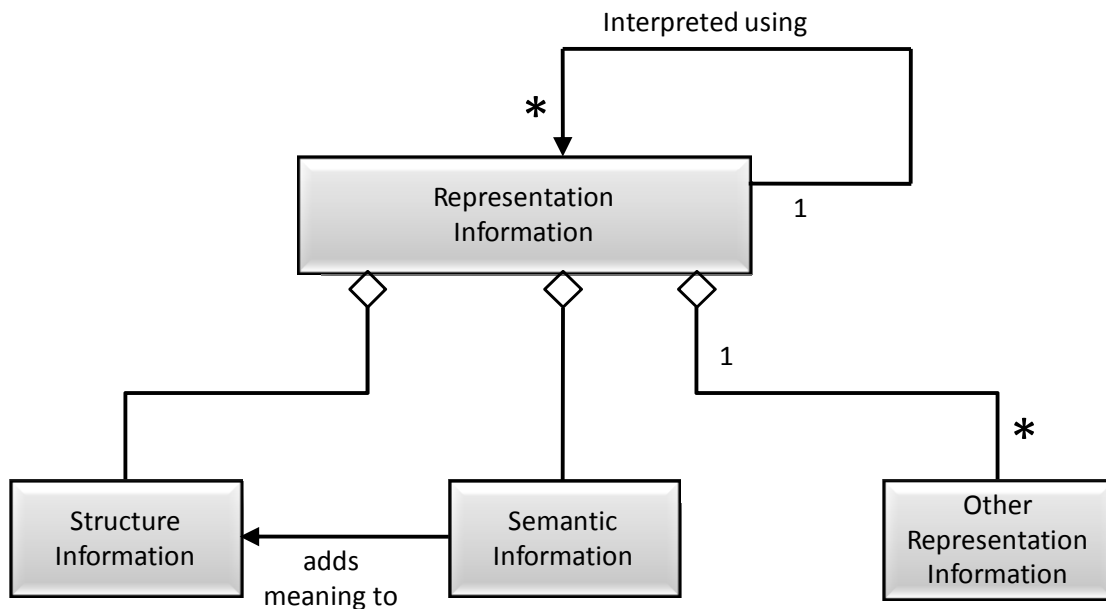 Interpreted using
*
Representation
Information
1
1
*
Structure
Information
adds
meaning to
Semantic
Information
Other
Representation
Information